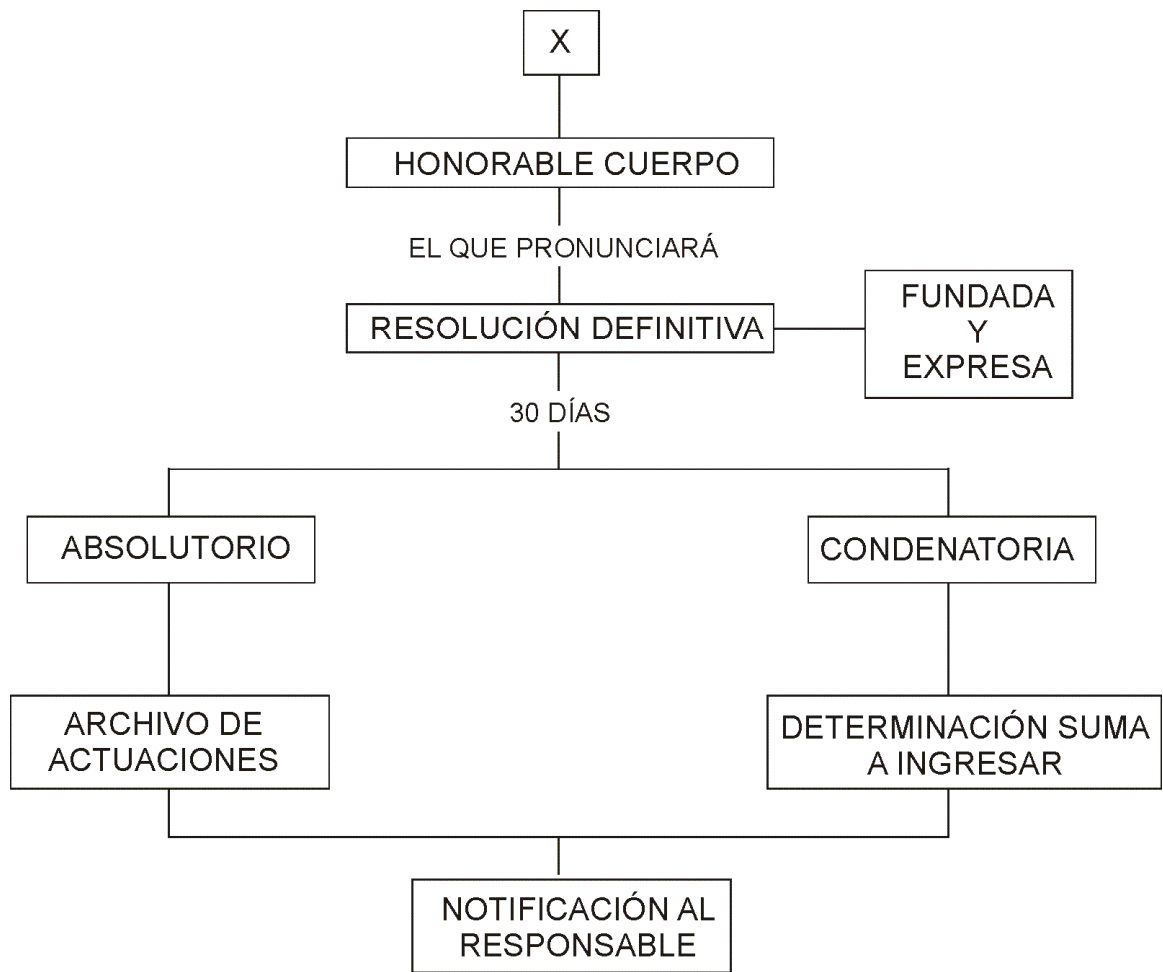 X
HONORABLE CUERPO
EL QUE PRONUNCIARÁ
RESOLUCIÓN DEFINITIVA
FUNDADA
Y
EXPRESA
30 DÍAS
ABSOLUTORIO
CONDENATORIA
ARCHIVO DE
ACTUACIONES
DETERMINACIÓN SUMA
A INGRESAR
NOTIFICACIÓN AL
RESPONSABLE